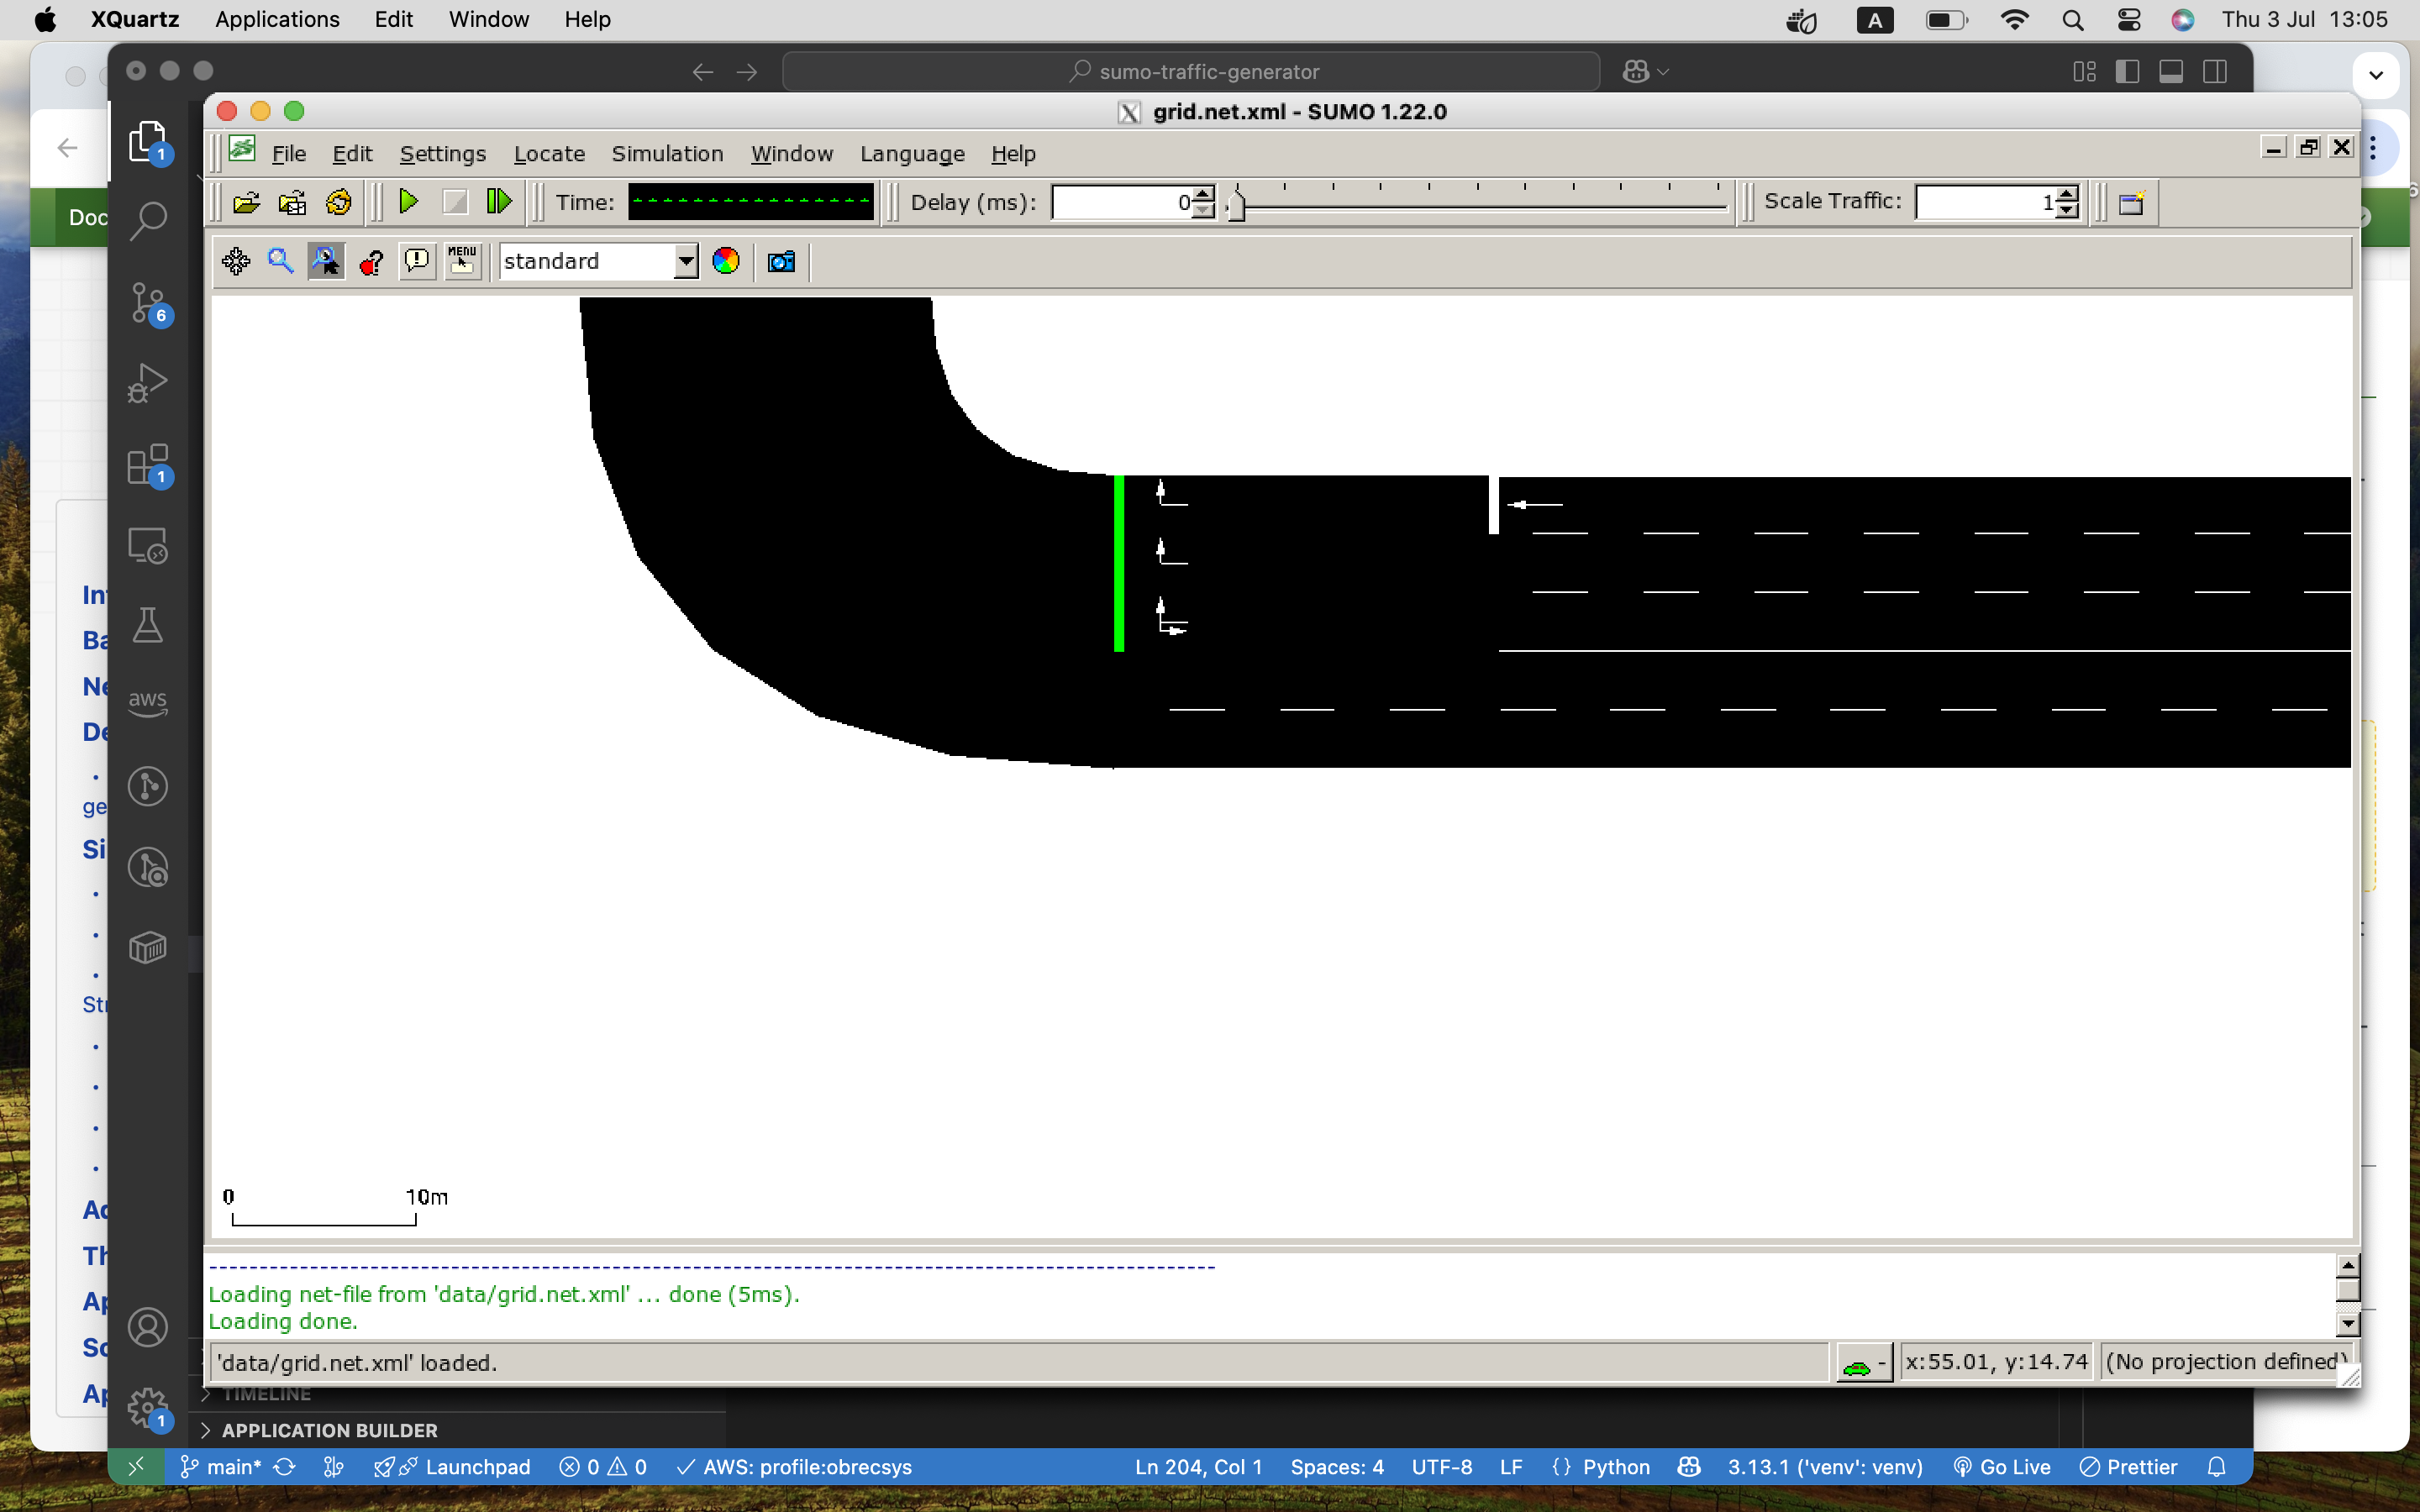 XQuartz Applications Edit Window Help A Thu 3 Jul 13:05
sumo-traffic-generator
grid.net.xml - SUMO 1.22.0
File Edit Settings Locate Simulation Window Language Help
Time: Delay (ms): 0 Scale Traffic: 1
MENU standard
Doc
1
6
1
aws
In
Ba
Ne
De
ge
Si
Str
Ad
Th
Ap
So
Ap
1
0 10m
Loading net-file from 'data/grid.net.xml' ... done (5ms).
Loading done.
'data/grid.net.xml' loaded. - x:55.01, y:14.74 (No projection defined)
TIMELINE
APPLICATION BUILDER
main* Launchpad 0 0 AWS: profile:obrecsys Ln 204, Col 1 Spaces: 4 UTF-8 LF {} Python 3.13.1 ('venv': venv) Go Live Prettier